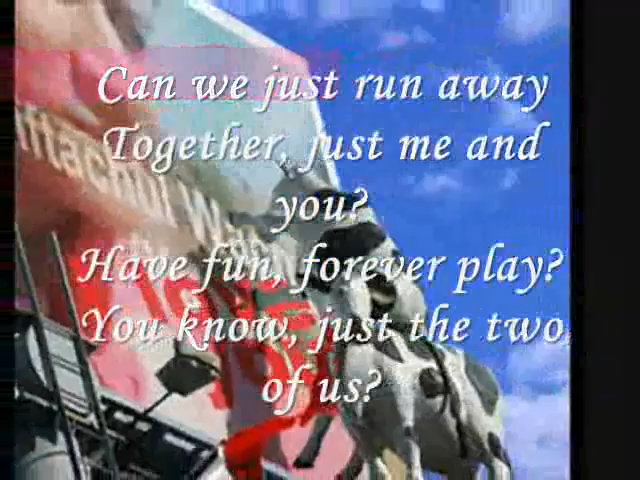 Can we just run away
Together, just me and
you?
Have fun, forever play?
You know, just the two
of us?